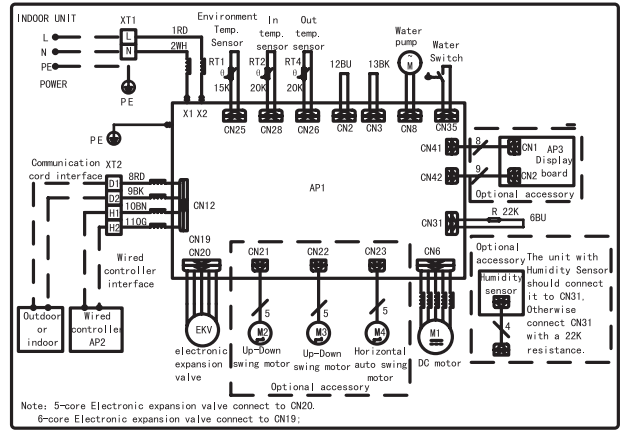 INDOOR UNIT
XT1
L
N
PE
POWER
L
N
PE
1RD
2WH
X1 X2
Environment
Temp.
Sensor
In
temp.
sensor
Out
temp.
sensor
RT1
θ
15K
RT2
θ
20K
RT4
θ
20K
12BU
13BK
Water
pump
~
M
Water
Switch
PE
CN25
CN28
CN26
CN2
CN3
CN8
CN35
CN41
8
CN1
AP3
Display
board
CN42
9
CN2
Optional accessory
Communication
cord interface
XT2
D1
8RD
D2
9BK
H1
10BN
H2
11OG
CN12
AP1
CN31
R 22K
6BU
CN19
CN20
CN21
CN22
CN23
CN6
Wired
controller
interface
Outdoor
or
indoor
Wired
controller
AP2
EKV
electronic
expansion
valve
5
M2
Up-Down
swing motor
5
M3
Up-Down
swing motor
5
M4
Horizontal
auto swing
motor
Optional accessory
M1
DC motor
Optional
accessory
Humidity
sensor
4
The unit with
Humidity Sensor
should connect
it to CN31,
Otherwise
connect CN31
with a 22K
resistance.
Note: 5-core Electronic expansion valve connect to CN20.
6-core Electronic expansion valve connect to CN19;